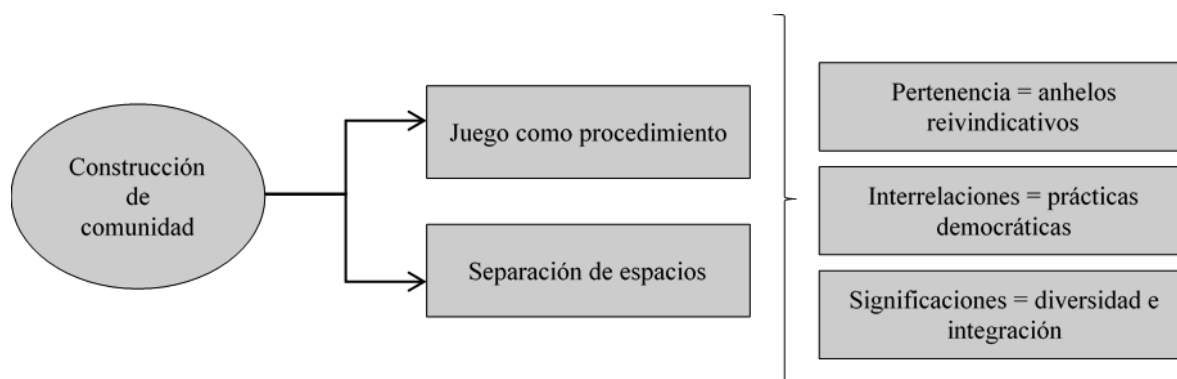 Construcción
de
comunidad
Juego como procedimiento
Separación de espacios
Pertenencia = anhelos
reivindicativos
Interrelaciones = prácticas
democráticas
Significaciones = diversidad e
integración